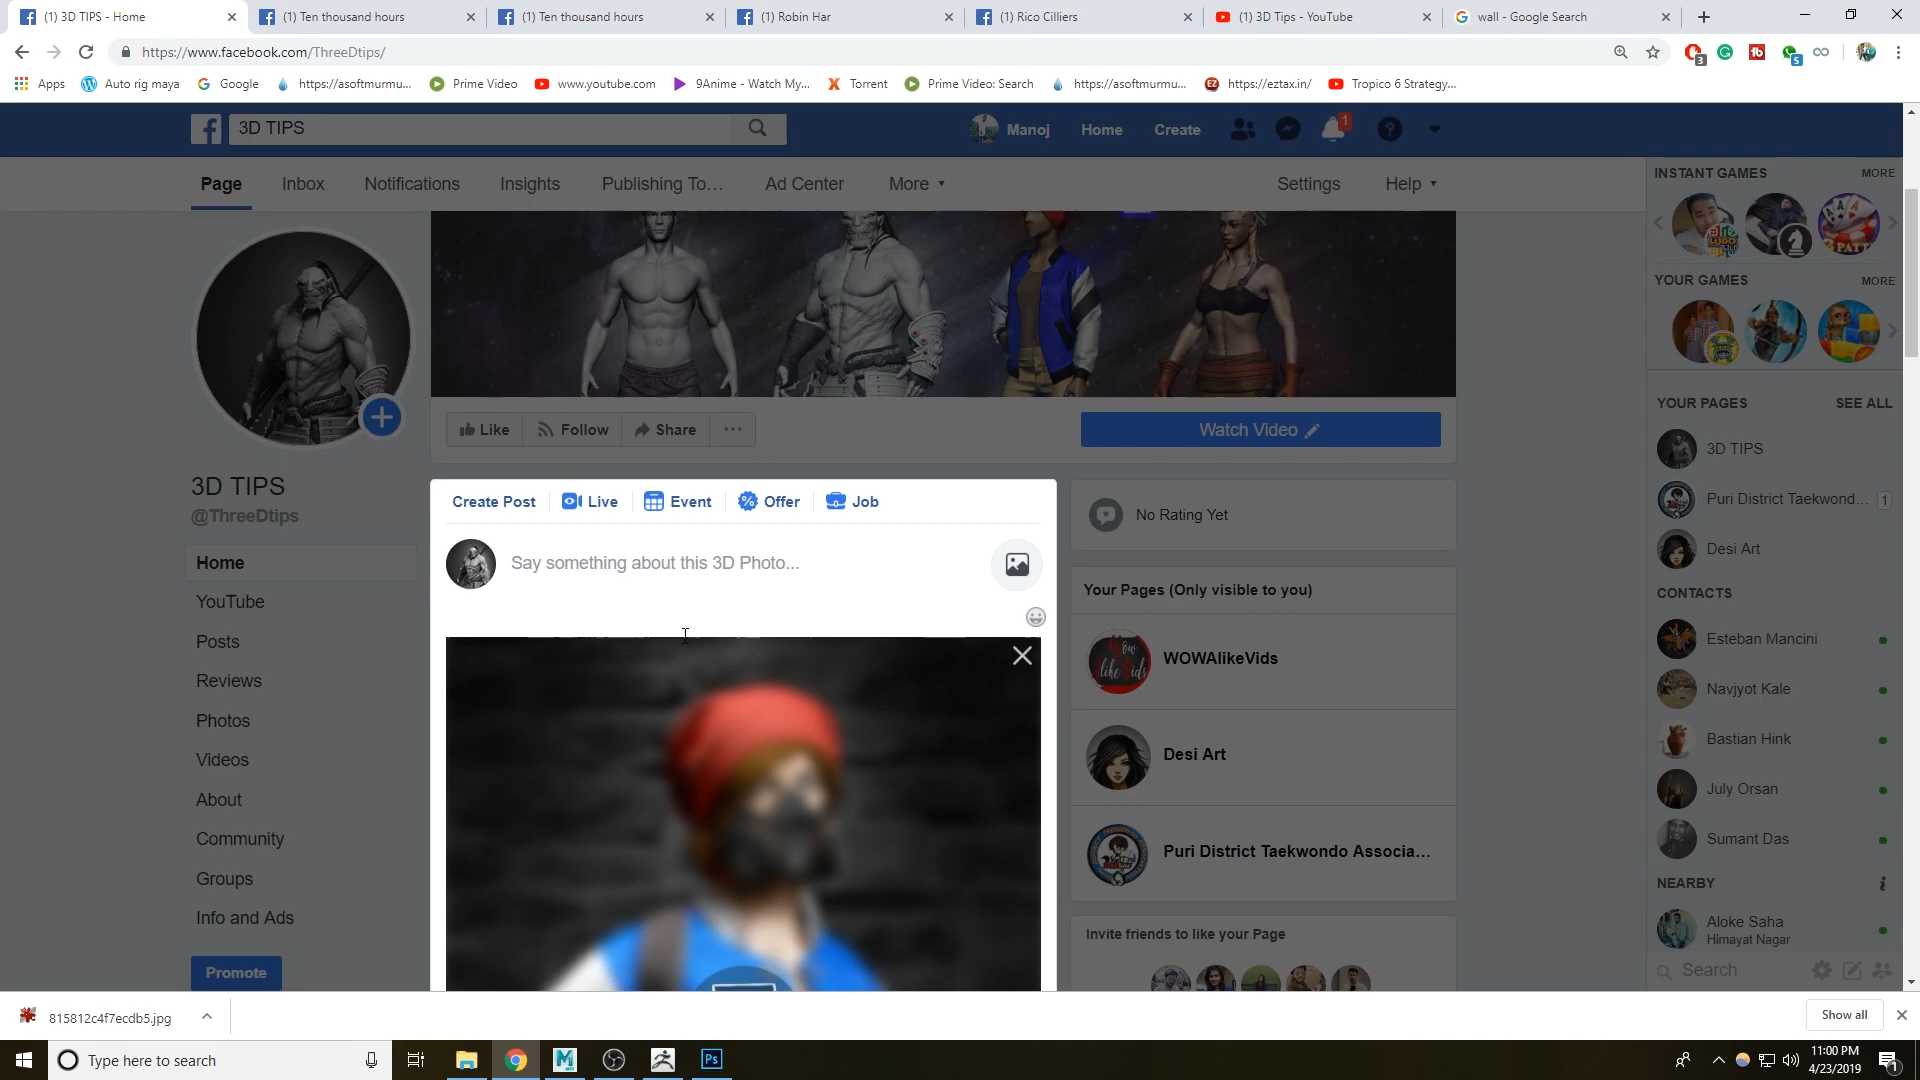 (1) 3D TIPS - Home
(1) Ten thousand hours
(1) Ten thousand hours
(1) Robin Har
(1) Rico Cilliers
(1) 3D Tips - YouTube
wall - Google Search
https://www.facebook.com/ThreeDtips/
3
5
Apps
Auto rig maya
Google
https://asoftmurmu...
Prime Video
www.youtube.com
9Anime - Watch My...
Torrent
Prime Video: Search
https://asoftmurmu...
https://eztax.in/
Tropico 6 Strategy...
3D TIPS
Manoj
Home
Create
1
Page
Inbox
Notifications
Insights
Publishing To...
Ad Center
More
Settings
Help
INSTANT GAMES
MORE
YOUR GAMES
MORE
YOUR PAGES
SEE ALL
3D TIPS
Puri District Taekwond...
1
Desi Art
CONTACTS
Esteban Mancini
Navjyot Kale
Bastian Hink
July Orsan
Sumant Das
NEARBY
Aloke Saha
Himayat Nagar
Search
Like
Follow
Share
Watch Video
3D TIPS
@ThreeDtips
Home
YouTube
Posts
Reviews
Photos
Videos
About
Community
Groups
Info and Ads
Promote
Create Post
Live
Event
Offer
Job
Say something about this 3D Photo...
No Rating Yet
Your Pages (Only visible to you)
WOWAlikeVids
Desi Art
Puri District Taekwondo Associa...
Invite friends to like your Page
815812c4f7ecdb5.jpg
Show all
Type here to search
Ps
11:00 PM
4/23/2019
1